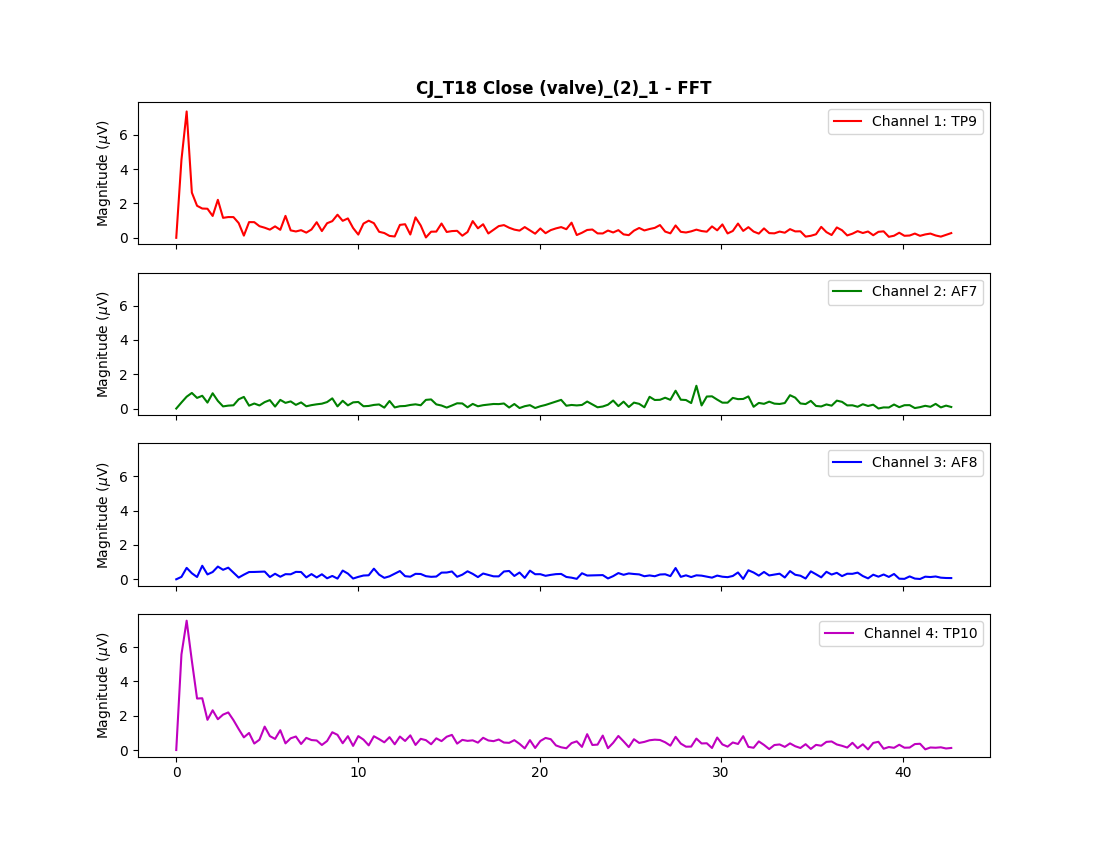 CJ_T18 Close (valve)_(2)_1 - FFT
Magnitude (μV)
6
4
2
0
Channel 1: TP9
Magnitude (μV)
6
4
2
0
Channel 2: AF7
Magnitude (μV)
6
4
2
0
Channel 3: AF8
Magnitude (μV)
6
4
2
0
Channel 4: TP10
0 10 20 30 40